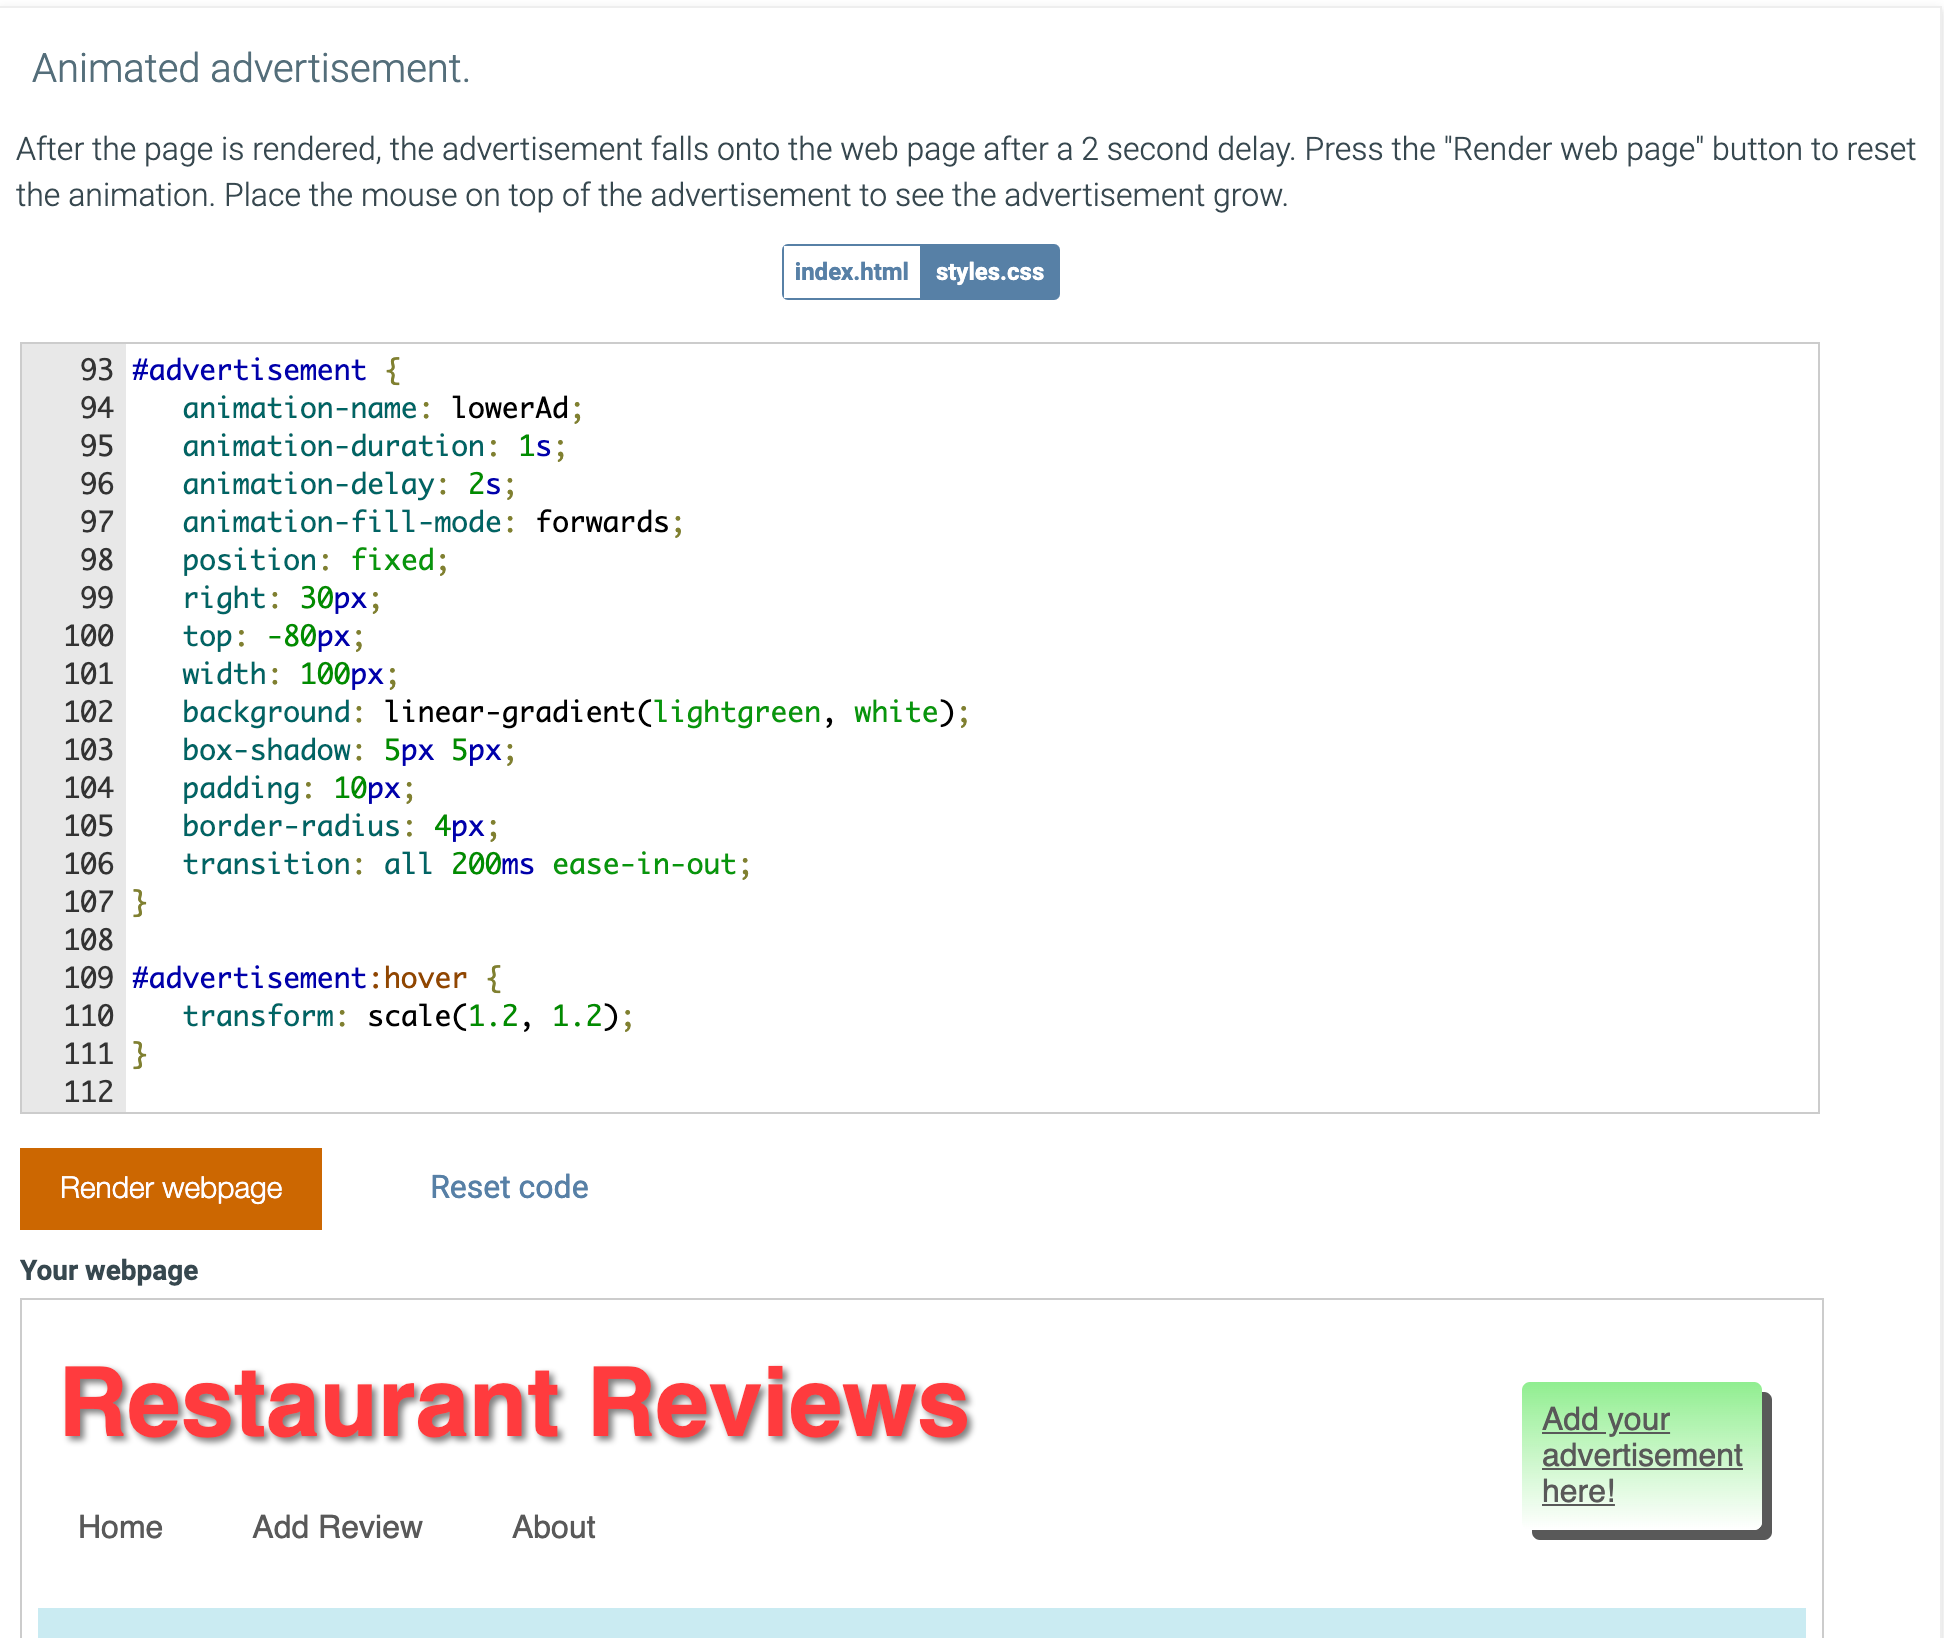 Animated advertisement.
After the page is rendered, the advertisement falls onto the web page after a 2 second delay. Press the "Render web page" button to reset
the animation. Place the mouse on top of the advertisement to see the advertisement grow.
index.html styles.css
93 #advertisement {
94    animation-name: lowerAd;
95    animation-duration: 1s;
96    animation-delay: 2s;
97    animation-fill-mode: forwards;
98    position: fixed;
99    right: 30px;
100    top: -80px;
101    width: 100px;
102    background: linear-gradient(lightgreen, white);
103    box-shadow: 5px 5px;
104    padding: 10px;
105    border-radius: 4px;
106    transition: all 200ms ease-in-out;
107 }
108
109 #advertisement:hover {
110    transform: scale(1.2, 1.2);
111 }
112
Render webpage Reset code
Your webpage
Restaurant Reviews
Add your
advertisement
here!
Home Add Review About